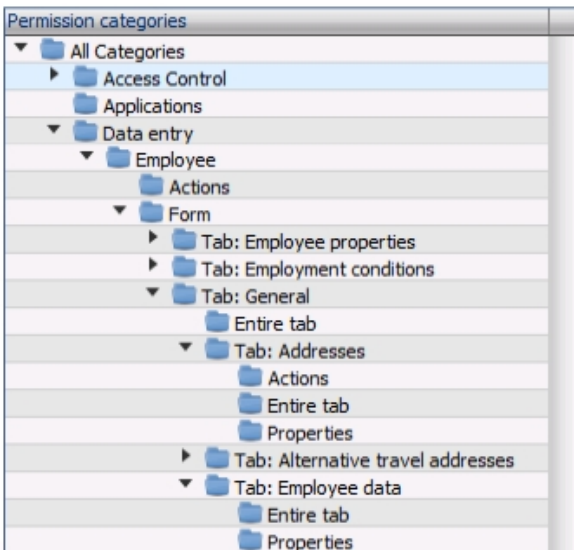 Permission categories
All Categories
Access Control
Applications
Data entry
Employee
Actions
Form
Tab: Employee properties
Tab: Employment conditions
Tab: General
Entire tab
Tab: Addresses
Actions
Entire tab
Properties
Tab: Alternative travel addresses
Tab: Employee data
Entire tab
Properties